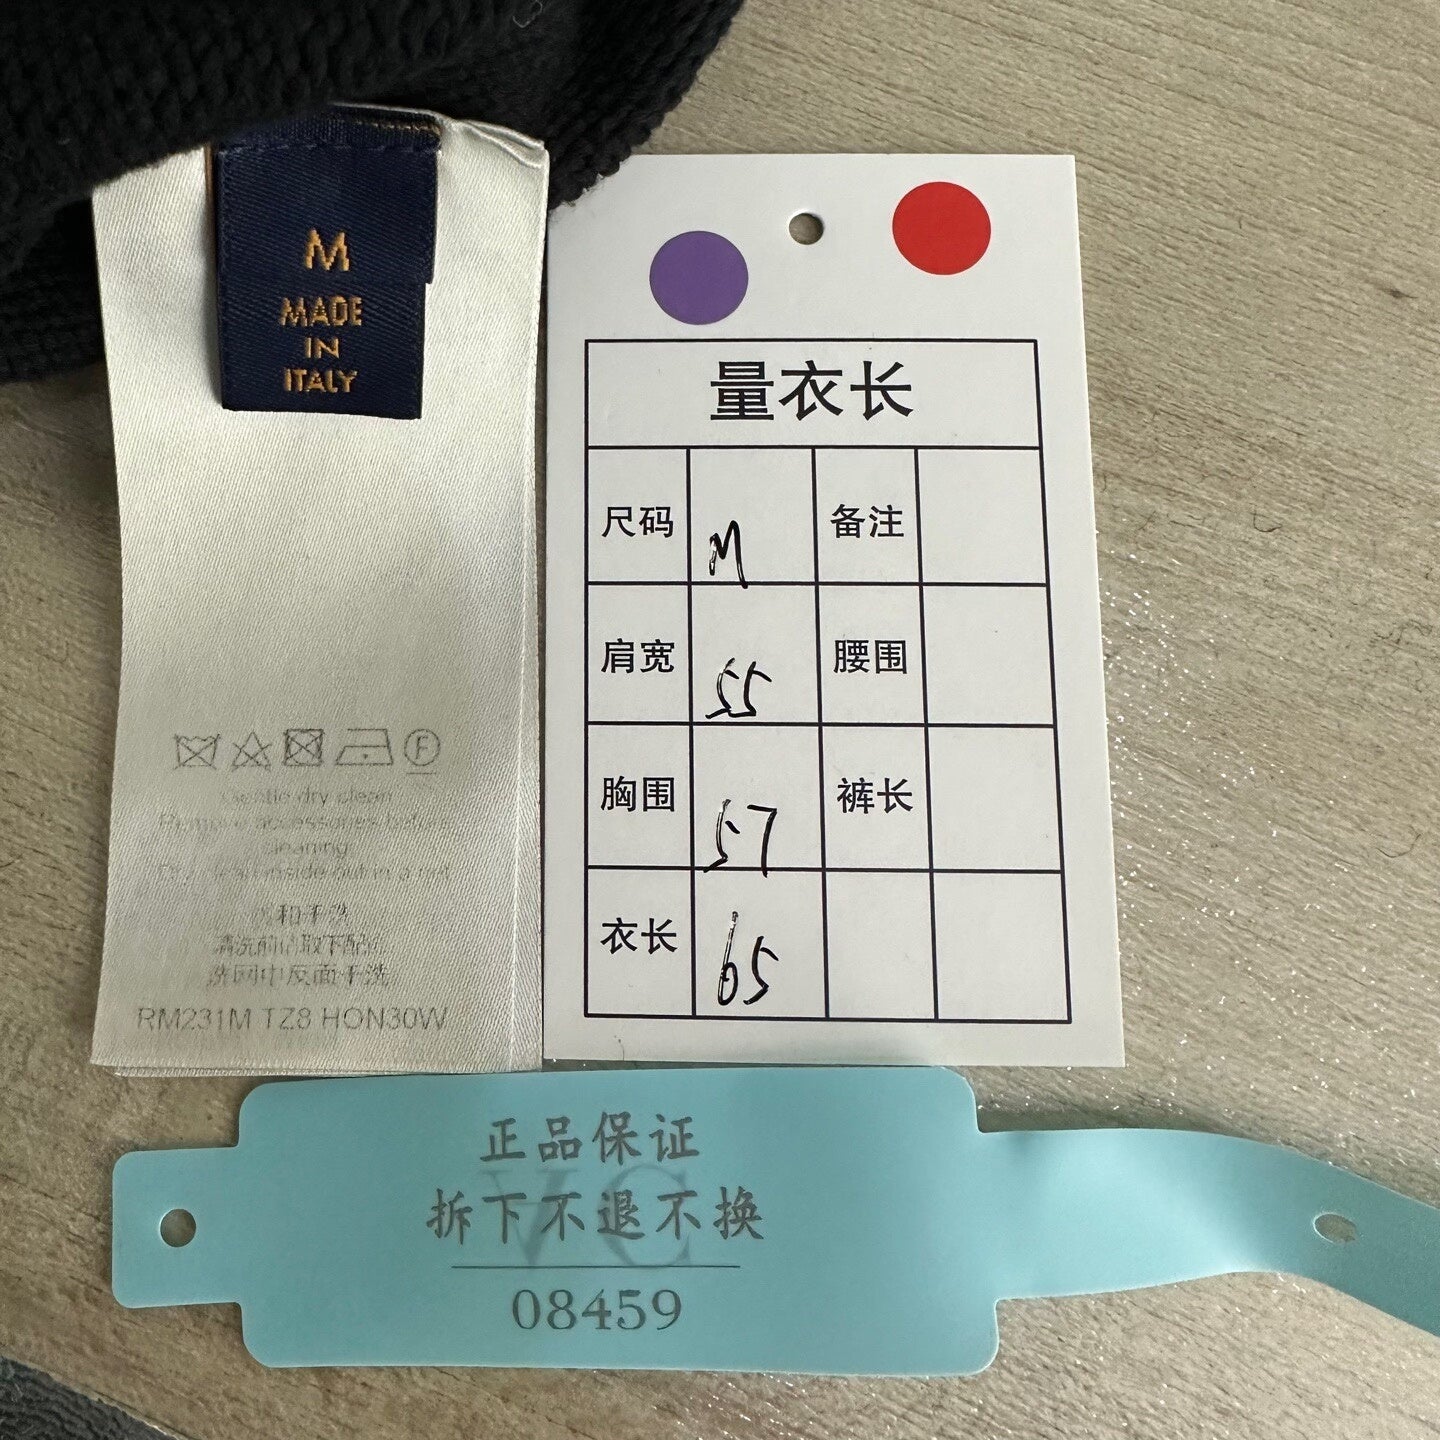 M
MADE
IN
ITALY
F
Gentle dry clean
Remove accessories before
cleaning
Dry clean inside out in a net
温和干洗
清洗前请取下配饰
洗网中反面干洗
RM231M TZ8 HON30W
量衣长
尺码 M 备注
肩宽 55 腰围
胸围 57 裤长
衣长 65
正品保证
拆下不退不换
VC
08459